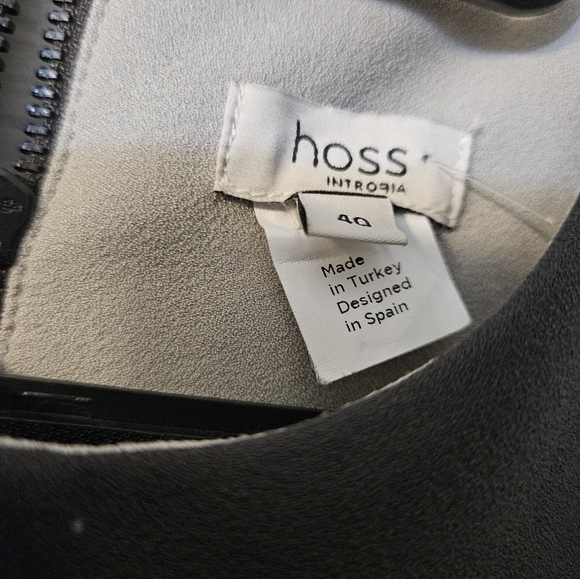 hoss
INTROPIA
40
Made
in Turkey
Designed
in Spain